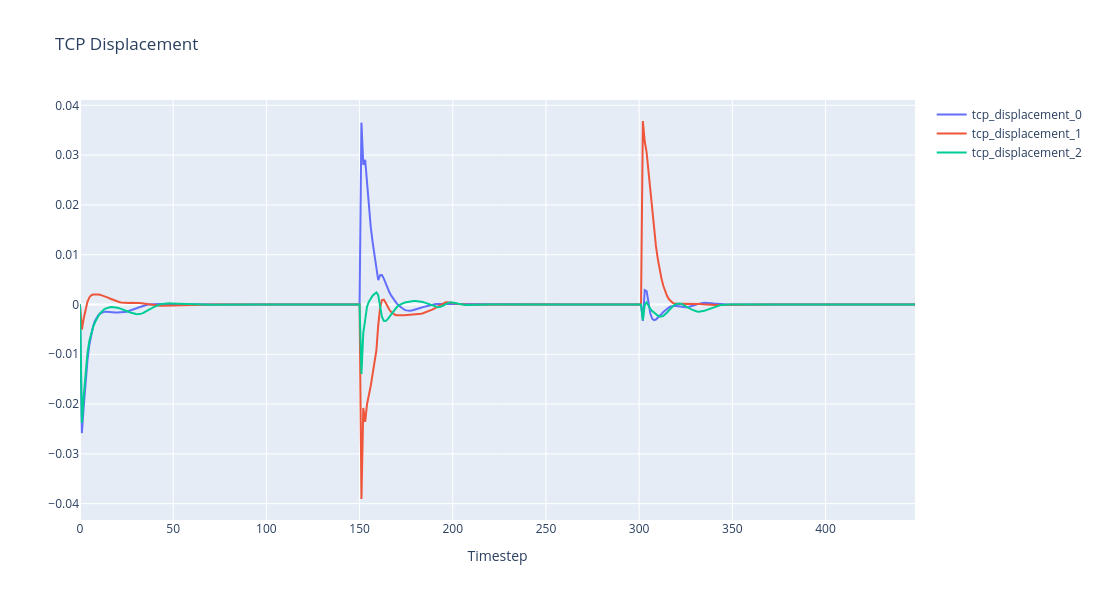 TCP Displacement
tcp_displacement_0
tcp_displacement_1
tcp_displacement_2
0.04
0.03
0.02
0.01
0
−0.01
−0.02
−0.03
−0.04
0 50 100 150 200 250 300 350 400
Timestep